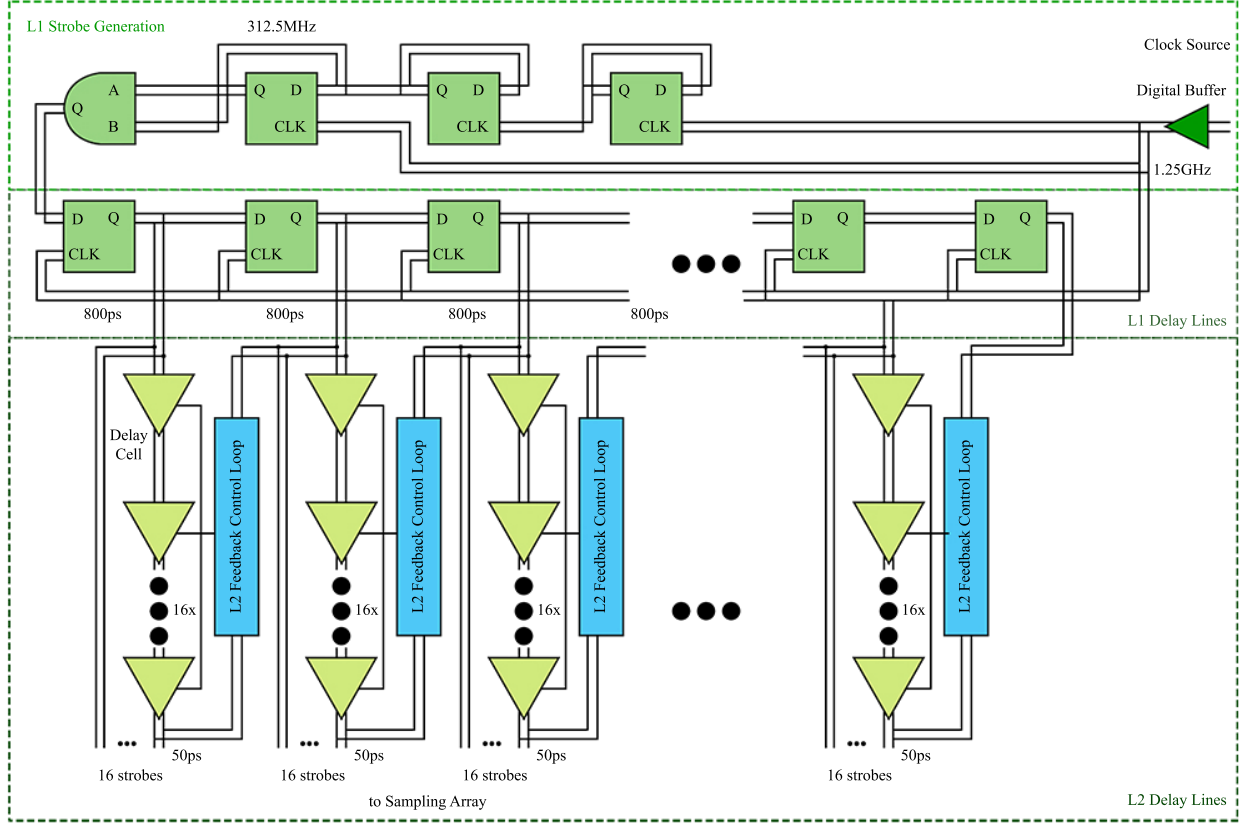 L1 Strobe Generation
312.5MHz
Clock Source
Digital Buffer
Q
A
B
Q D
CLK
Q D
CLK
Q D
CLK
1.25GHz
D Q
CLK
D Q
CLK
D Q
CLK
D Q
CLK
D Q
CLK
800ps
800ps
800ps
800ps
L1 Delay Lines
Delay
Cell
L2 Feedback Control Loop
L2 Feedback Control Loop
L2 Feedback Control Loop
L2 Feedback Control Loop
16x
16x
16x
16x
50ps
50ps
50ps
50ps
16 strobes
16 strobes
16 strobes
16 strobes
to Sampling Array
L2 Delay Lines